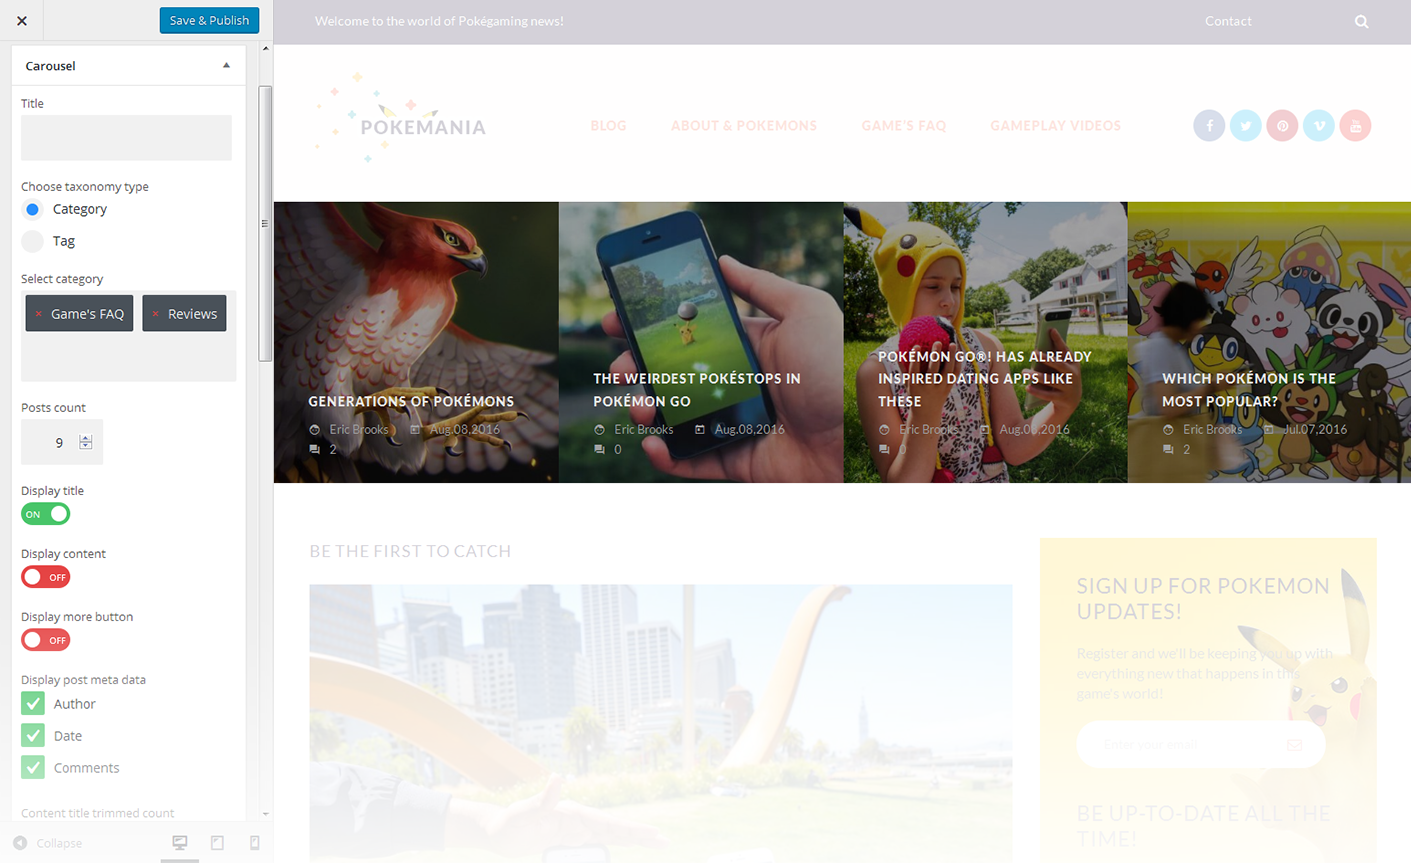 Save & Publish
Carousel
Title
Choose taxonomy type
Category
Tag
Select category
× Game's FAQ × Reviews
Posts count
9
Display title
ON
Display content
OFF
Display more button
OFF
Display post meta data
Author
Date
Comments
Content title trimmed count
Collapse
Welcome to the world of Pokégaming news!
Contact
POKEMANIA
BLOG ABOUT & POKEMONS GAME'S FAQ GAMEPLAY VIDEOS
GENERATIONS OF POKÉMONS
Eric Brooks Aug.08,2016
2
THE WEIRDEST POKÉSTOPS IN
POKÉMON GO
Eric Brooks Aug.08,2016
0
POKÉMON GO®! HAS ALREADY
INSPIRED DATING APPS LIKE
THESE
Eric Brooks Aug.08,2016
0
WHICH POKÉMON IS THE
MOST POPULAR?
Eric Brooks Jul.07,2016
2
BE THE FIRST TO CATCH
SIGN UP FOR POKEMON
UPDATES!
Register and we'll be keeping you up with
everything new that happens in this
game's world!
Enter your email
BE UP-TO-DATE ALL THE
TIME!